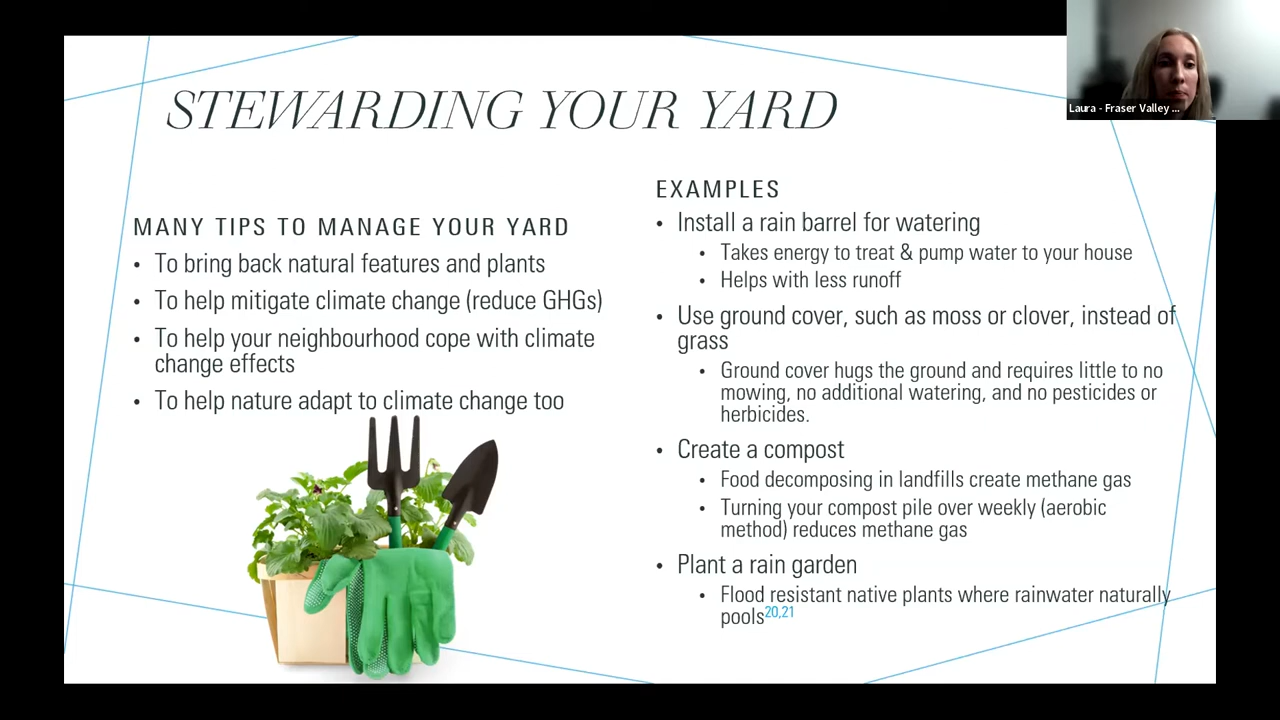 STEWARDING YOUR YARD
Laura - Fraser Valley ...
MANY TIPS TO MANAGE YOUR YARD
• To bring back natural features and plants
• To help mitigate climate change (reduce GHGs)
• To help your neighbourhood cope with climate
change effects
• To help nature adapt to climate change too
EXAMPLES
• Install a rain barrel for watering
• Takes energy to treat & pump water to your house
• Helps with less runoff
• Use ground cover, such as moss or clover, instead of
grass
• Ground cover hugs the ground and requires little to no
mowing, no additional watering, and no pesticides or
herbicides.
• Create a compost
• Food decomposing in landfills create methane gas
• Turning your compost pile over weekly (aerobic
method) reduces methane gas
• Plant a rain garden
• Flood resistant native plants where rainwater naturally
pools20,21